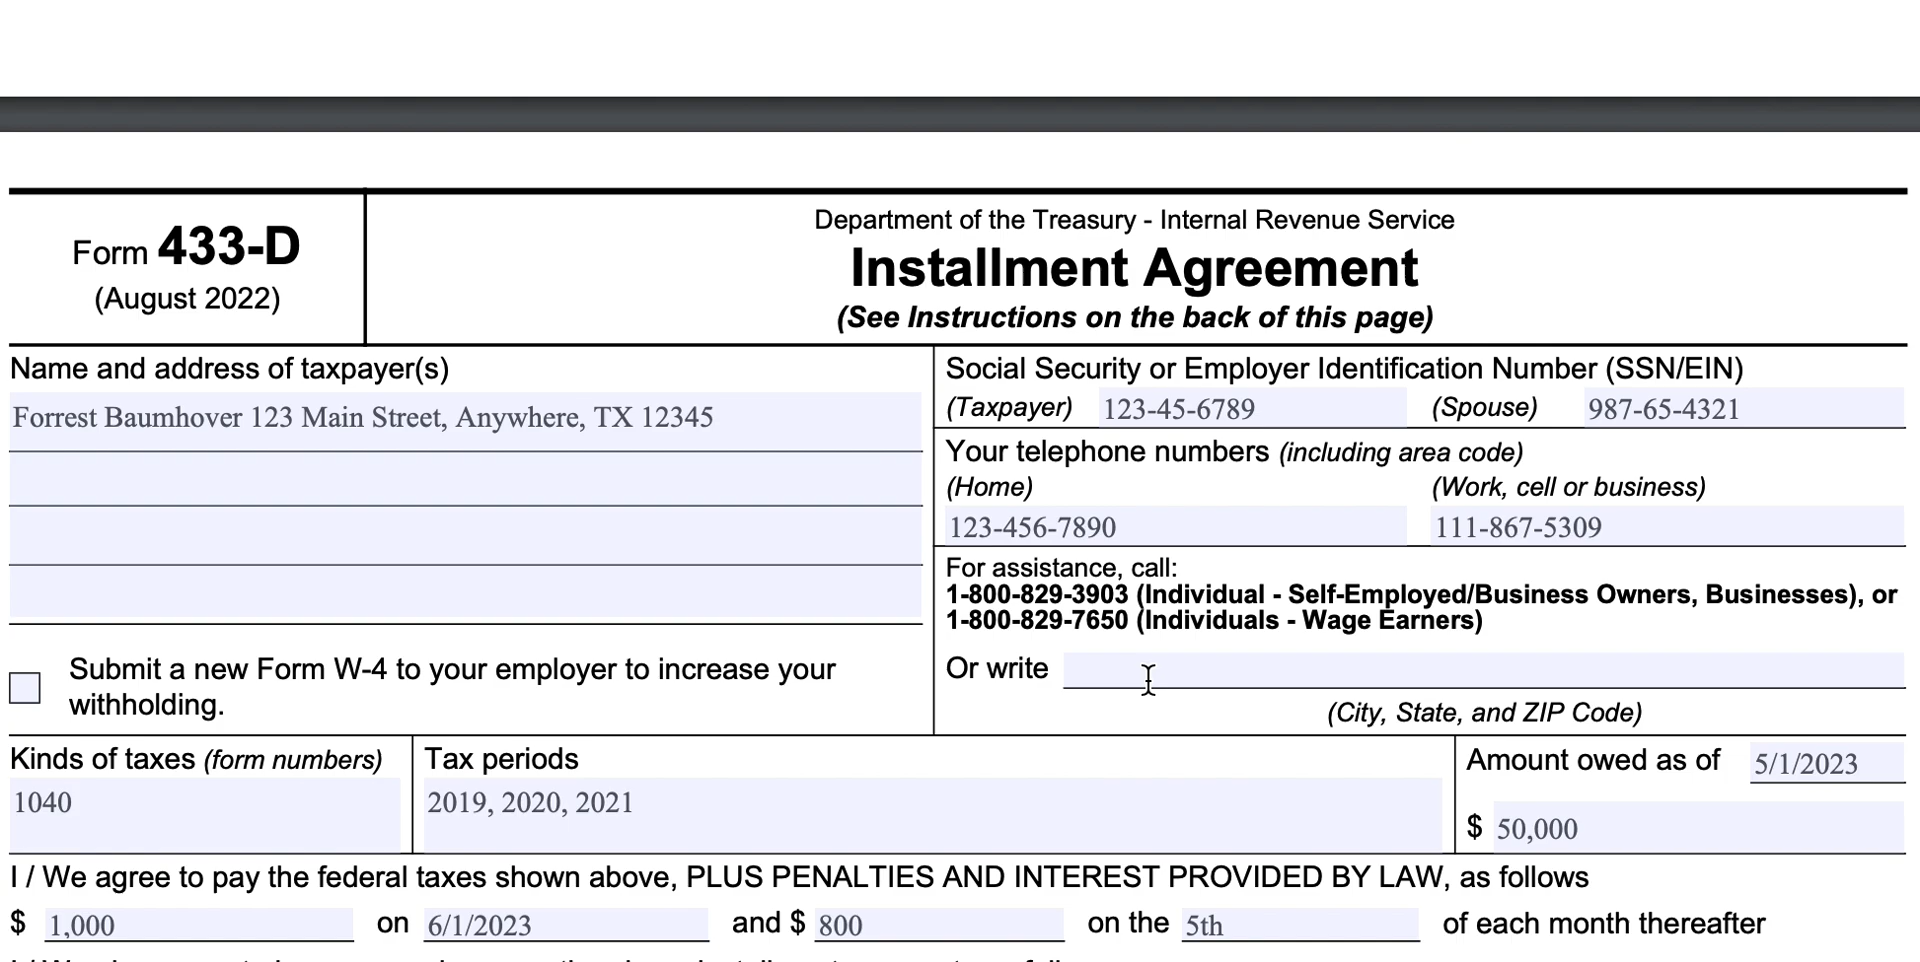 Form 433-D
(August 2022)
Department of the Treasury - Internal Revenue Service
Installment Agreement
(See Instructions on the back of this page)
Name and address of taxpayer(s)
Forrest Baumhover 123 Main Street, Anywhere, TX 12345
Social Security or Employer Identification Number (SSN/EIN)
(Taxpayer) 123-45-6789 (Spouse) 987-65-4321
Your telephone numbers (including area code)
(Home) (Work, cell or business)
123-456-7890 111-867-5309
For assistance, call:
1-800-829-3903 (Individual - Self-Employed/Business Owners, Businesses), or
1-800-829-7650 (Individuals - Wage Earners)
Or write
(City, State, and ZIP Code)
Submit a new Form W-4 to your employer to increase your
withholding.
Kinds of taxes (form numbers)
1040
Tax periods
2019, 2020, 2021
Amount owed as of 5/1/2023
$ 50,000
I / We agree to pay the federal taxes shown above, PLUS PENALTIES AND INTEREST PROVIDED BY LAW, as follows
$ 1,000 on 6/1/2023 and $ 800 on the 5th of each month thereafter